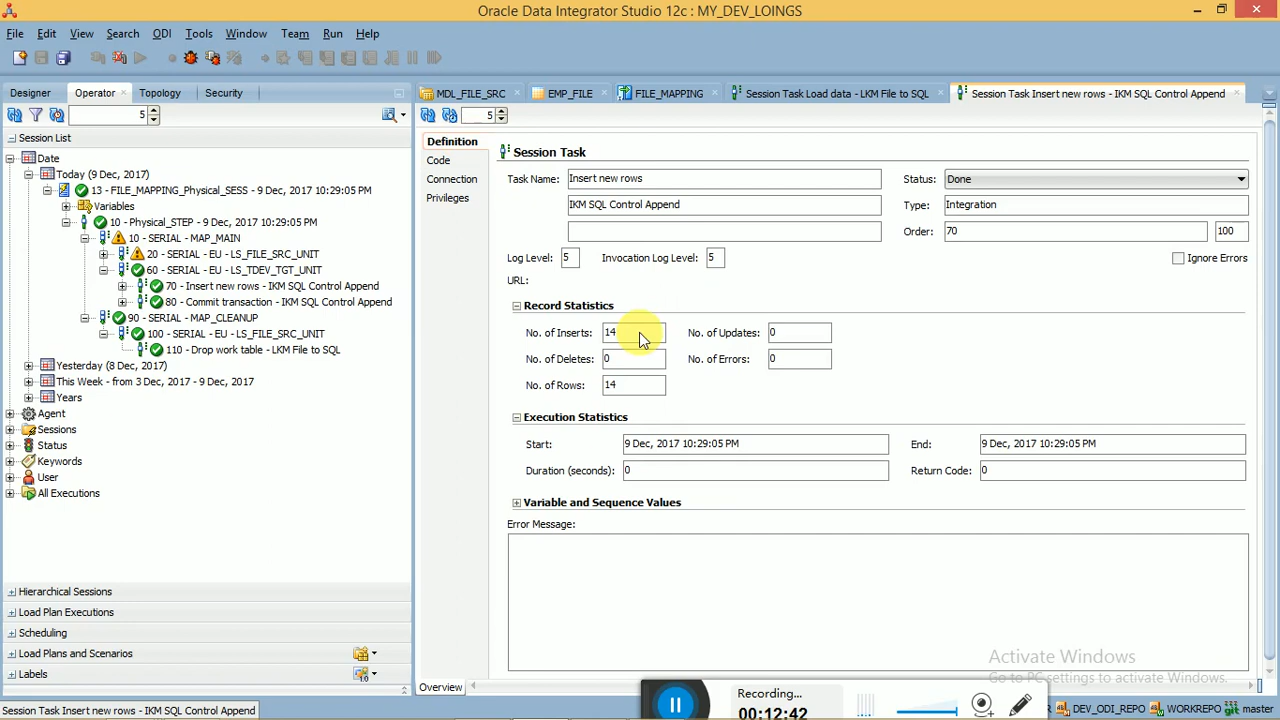 Oracle Data Integrator Studio 12c : MY_DEV_LOINGS
File Edit View Search ODI Tools Window Team Run Help
Designer Operator Topology Security
MDL_FILE_SRC EMP_FILE FILE_MAPPING Session Task Load data - LKM File to SQL Session Task Insert new rows - IKM SQL Control Append
5
5
Session List
Date
Today (9 Dec, 2017)
13 - FILE_MAPPING_Physical_SESS - 9 Dec, 2017 10:29:05 PM
Variables
10 - Physical_STEP - 9 Dec, 2017 10:29:05 PM
10 - SERIAL - MAP_MAIN
20 - SERIAL - EU - LS_FILE_SRC_UNIT
60 - SERIAL - EU - LS_TDEV_TGT_UNIT
70 - Insert new rows - IKM SQL Control Append
80 - Commit transaction - IKM SQL Control Append
90 - SERIAL - MAP_CLEANUP
100 - SERIAL - EU - LS_FILE_SRC_UNIT
110 - Drop work table - LKM File to SQL
Yesterday (8 Dec, 2017)
This Week - from 3 Dec, 2017 - 9 Dec, 2017
Years
Agent
Sessions
Status
Keywords
User
All Executions
Hierarchical Sessions
Load Plan Executions
Scheduling
Load Plans and Scenarios
Labels
Definition
Code
Connection
Privileges
Session Task
Task Name: Insert new rows Status: Done
IKM SQL Control Append Type: Integration
Order: 70 100
Log Level: 5 Invocation Log Level: 5 Ignore Errors
URL:
Record Statistics
No. of Inserts: 14 No. of Updates: 0
No. of Deletes: 0 No. of Errors: 0
No. of Rows: 14
Execution Statistics
Start: 9 Dec, 2017 10:29:05 PM End: 9 Dec, 2017 10:29:05 PM
Duration (seconds): 0 Return Code: 0
Variable and Sequence Values
Error Message:
Activate Windows
Go to PC settings to activate Windows.
Overview
Recording...
00:12:42
Session Task Insert new rows - IKM SQL Control Append
DEV_ODI_REPO WORKREPO git master